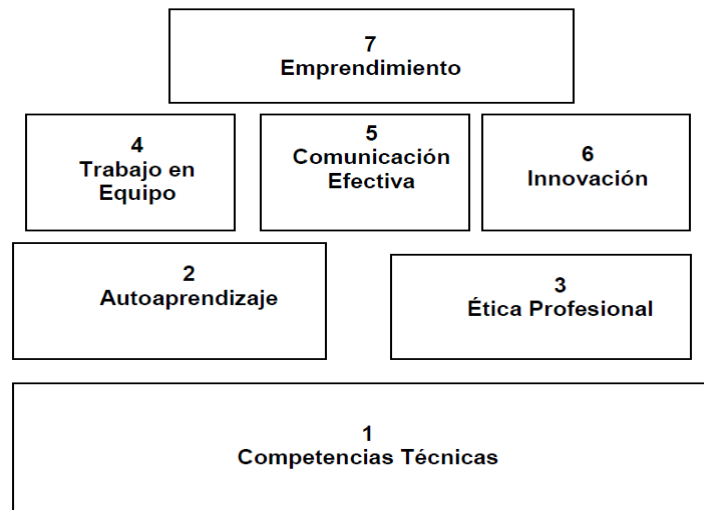 7
Emprendimiento
4
Trabajo en
Equipo
5
Comunicación
Efectiva
6
Innovación
2
Autoaprendizaje
3
Ética Profesional
1
Competencias Técnicas